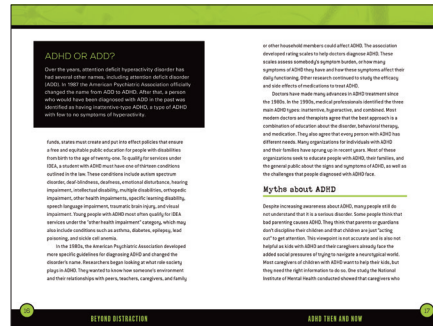 ADHD OR ADD?
Over the years, attention deficit hyperactivity disorder has
had several other names, including attention deficit disorder
(ADD). In 1987 the American Psychiatric Association officially
changed the name from ADD to ADHD. After that, a person
who would have been diagnosed with ADD in the past was
identified as having inattentive-type ADHD, a type of ADHD
with few to no symptoms of hyperactivity.
funds, states must create and put into effect policies that ensure
a free and equitable public education for people with disabilities
from birth to the age of twenty-one. To qualify for services under
IDEA, a student with ADHD must have one of thirteen conditions
outlined in the law. These conditions include autism spectrum
disorder, deaf-blindness, deafness, emotional disturbance, hearing
impairment, intellectual disability, multiple disabilities, orthopedic
impairment, other health impairments, specific learning disability,
speech language impairment, traumatic brain injury, and visual
impairment. Young people with ADHD most often qualify for IDEA
services under the "other health impairment" category, which may
also include conditions such as asthma, diabetes, epilepsy, lead
poisoning, and sickle cell anemia.
In the 1980s, the American Psychiatric Association developed
more specific guidelines for diagnosing ADHD and changed the
disorder's name. Researchers began looking at what role society
plays in ADHD. They wanted to know how someone's environment
and their relationships with peers, teachers, caregivers, and family
16
BEYOND DISTRACTION
or other household members could affect ADHD. The association
developed rating scales to help doctors diagnose ADHD. These
scales assess somebody's symptom burden, or how many
symptoms of ADHD they have and how these symptoms affect their
daily functioning. Other research continued to study the efficacy
and side effects of medications to treat ADHD.
Doctors have made many advances in ADHD treatment since
the 1980s. In the 1990s, medical professionals identified the three
main ADHD types: inattentive, hyperactive, and combined. Most
modern doctors and therapists agree that the best approach is a
combination of education about the disorder, behavioral therapy,
and medication. They also agree that every person with ADHD has
different needs. Many organizations for individuals with ADHD
and their families have sprung up in recent years. Most of these
organizations seek to educate people with ADHD, their families, and
the general public about the signs and symptoms of ADHD, as well as
the challenges that people diagnosed with ADHD face.
Myths about ADHD
Despite increasing awareness about ADHD, many people still do
not understand that it is a serious disorder. Some people think that
bad parenting causes ADHD. They think that parents or guardians
don't discipline their children and that children are just "acting
out" to get attention. This viewpoint is not accurate and is also not
helpful as kids with ADHD and their caregivers already face the
added social pressures of trying to navigate a neurotypical world.
Most caregivers of children with ADHD want to help their kids, but
they need the right information to do so. One study the National
Institute of Mental Health conducted showed that caregivers who
ADHD THEN AND NOW
17